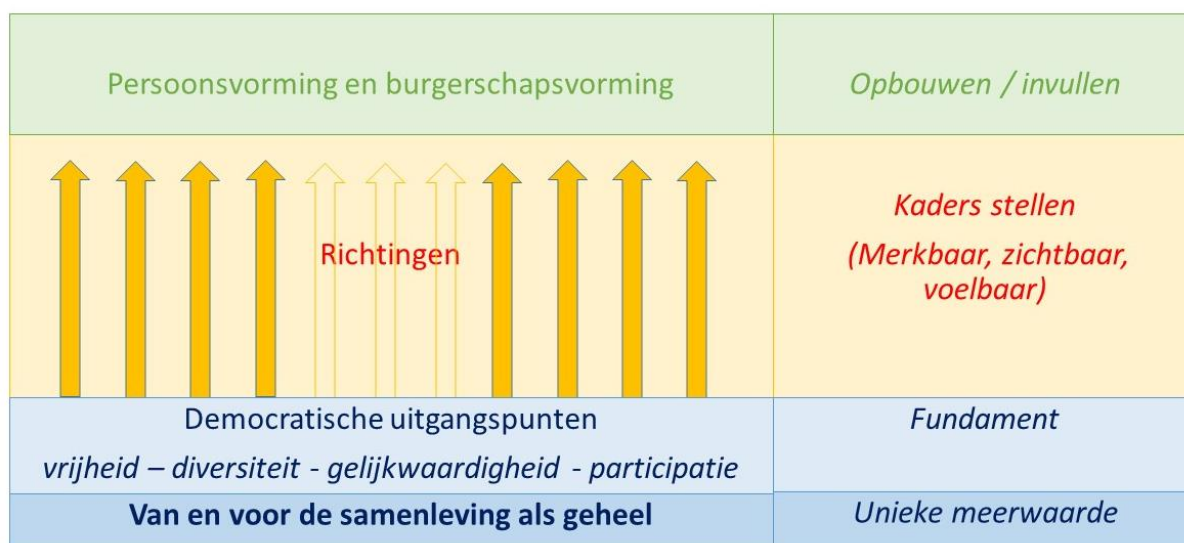 Persoonsvorming en burgerschapsvorming
Opbouwen / invullen
Richtingen
Kaders stellen
(Merkbaar, zichtbaar,
voelbaar)
Democratische uitgangspunten
vrijheid – diversiteit - gelijkwaardigheid - participatie
Fundament
Van en voor de samenleving als geheel
Unieke meerwaarde